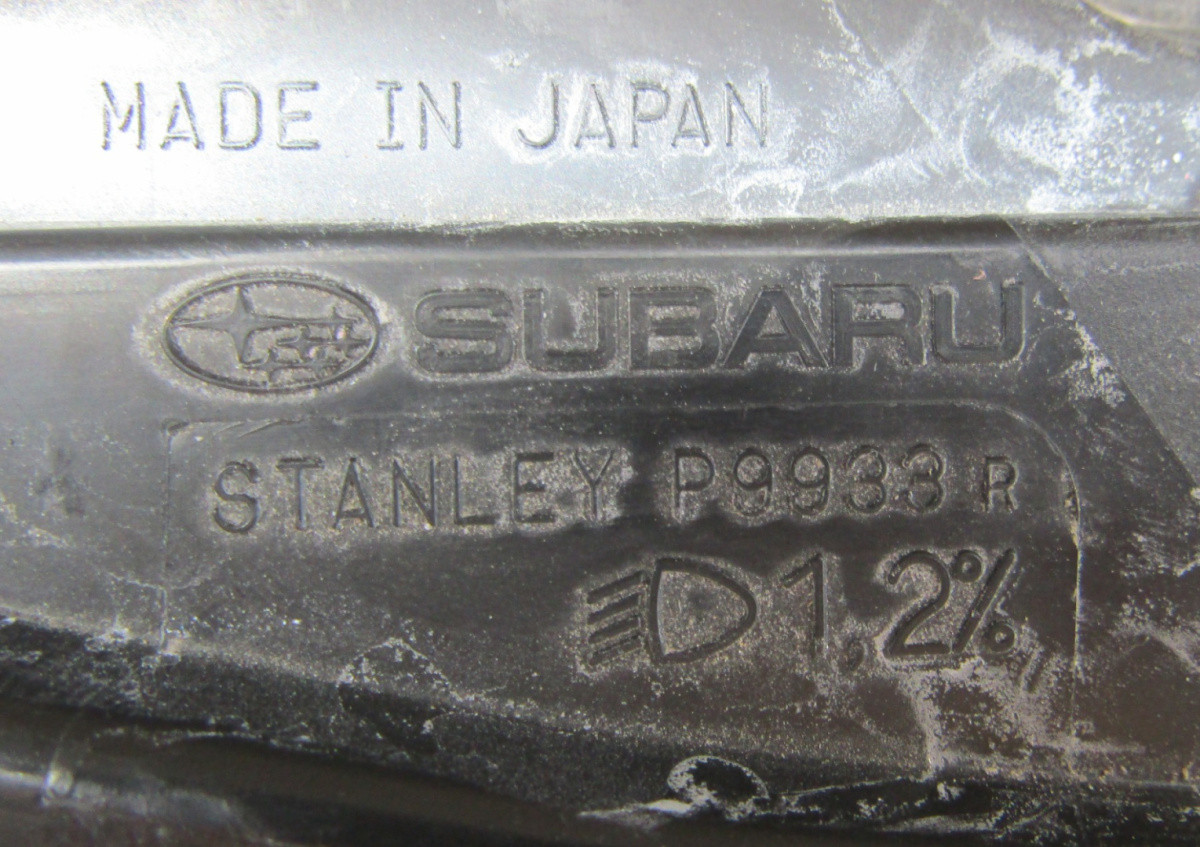 MADE IN JAPAN
SUBARU
STANLEY P9933 R
1,2%